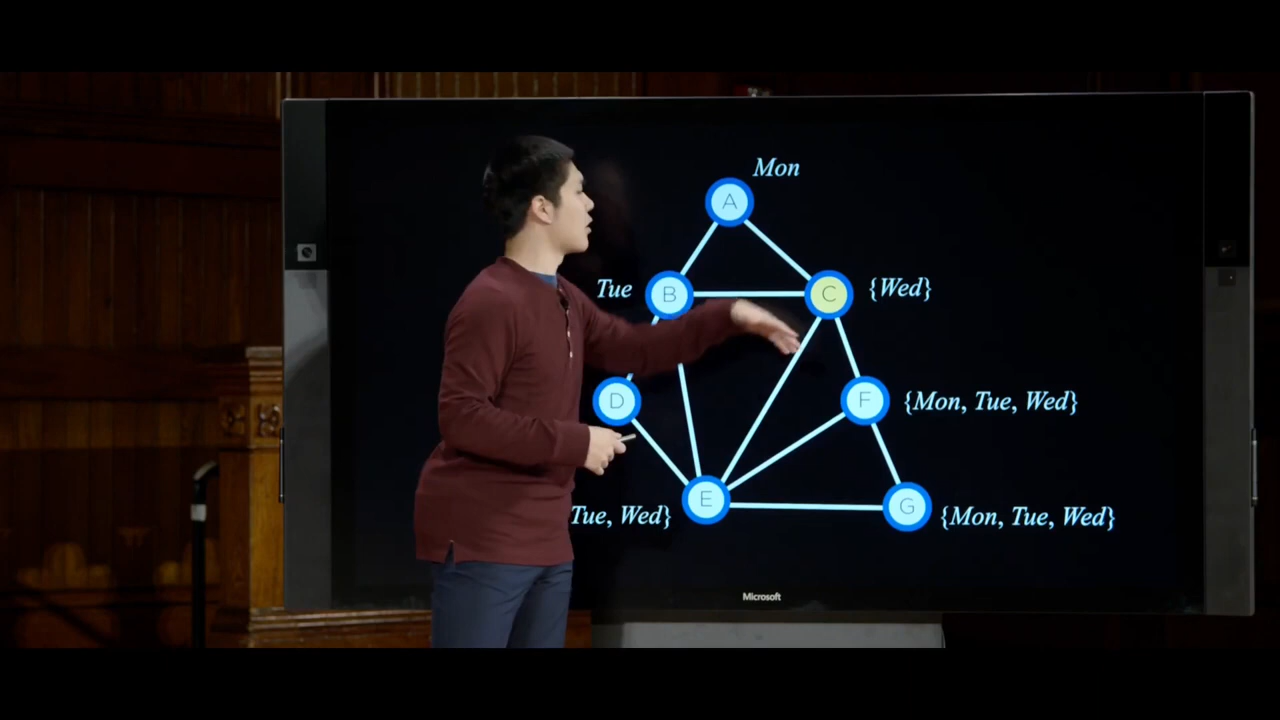 Mon
A
Tue
B
C
{Wed}
D
F
{Mon, Tue, Wed}
E
G
Tue, Wed}
{Mon, Tue, Wed}
Microsoft